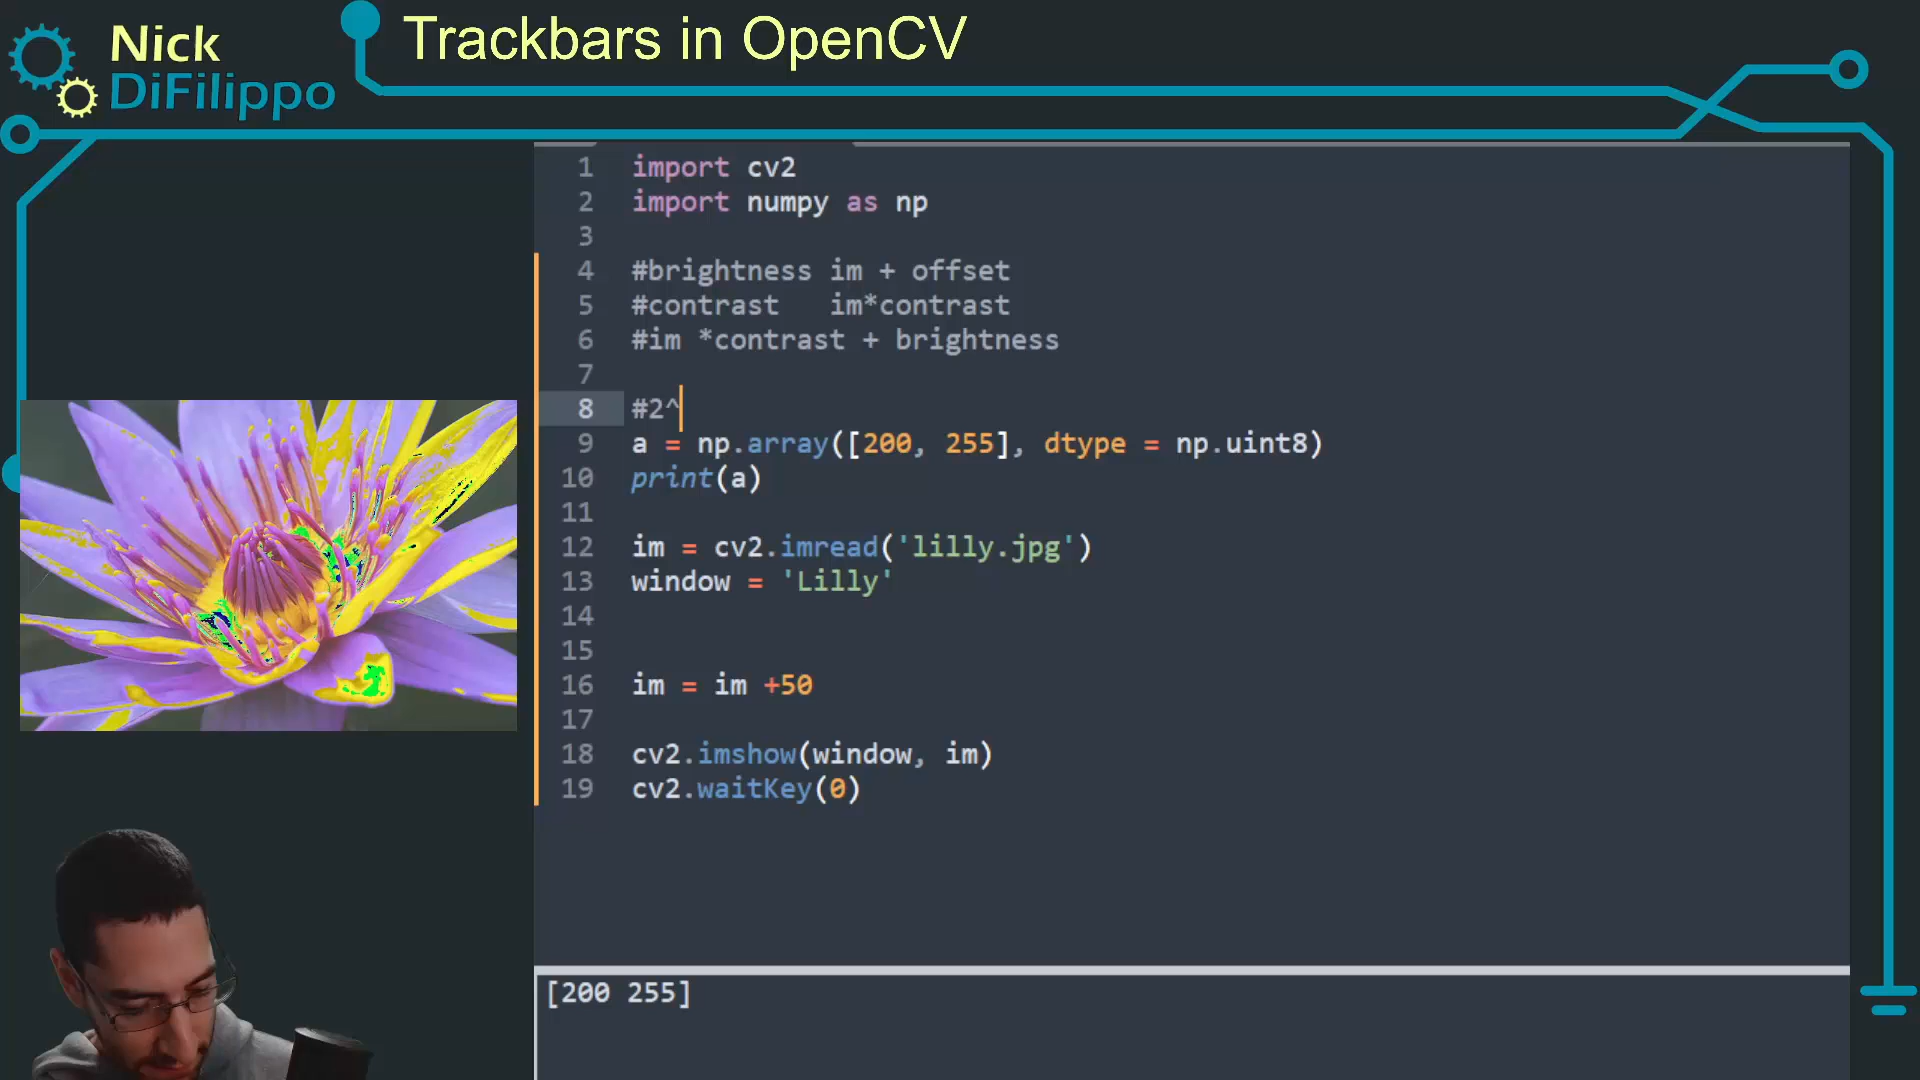 Nick
DiFilippo
Trackbars in OpenCV
1 import cv2
2 import numpy as np
3
4 #brightness im + offset
5 #contrast   im*contrast
6 #im *contrast + brightness
7
8 #2^
9 a = np.array([200, 255], dtype = np.uint8)
10 print(a)
11
12 im = cv2.imread('lilly.jpg')
13 window = 'Lilly'
14
15
16 im = im +50
17
18 cv2.imshow(window, im)
19 cv2.waitKey(0)
[200 255]